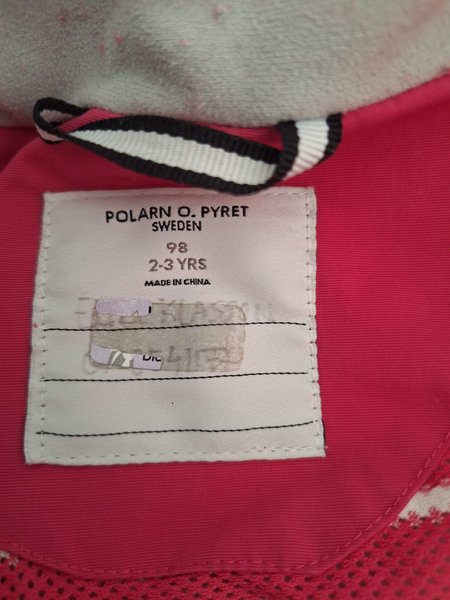 POLARN O. PYRET
SWEDEN
98
2-3 YRS
MADE IN CHINA